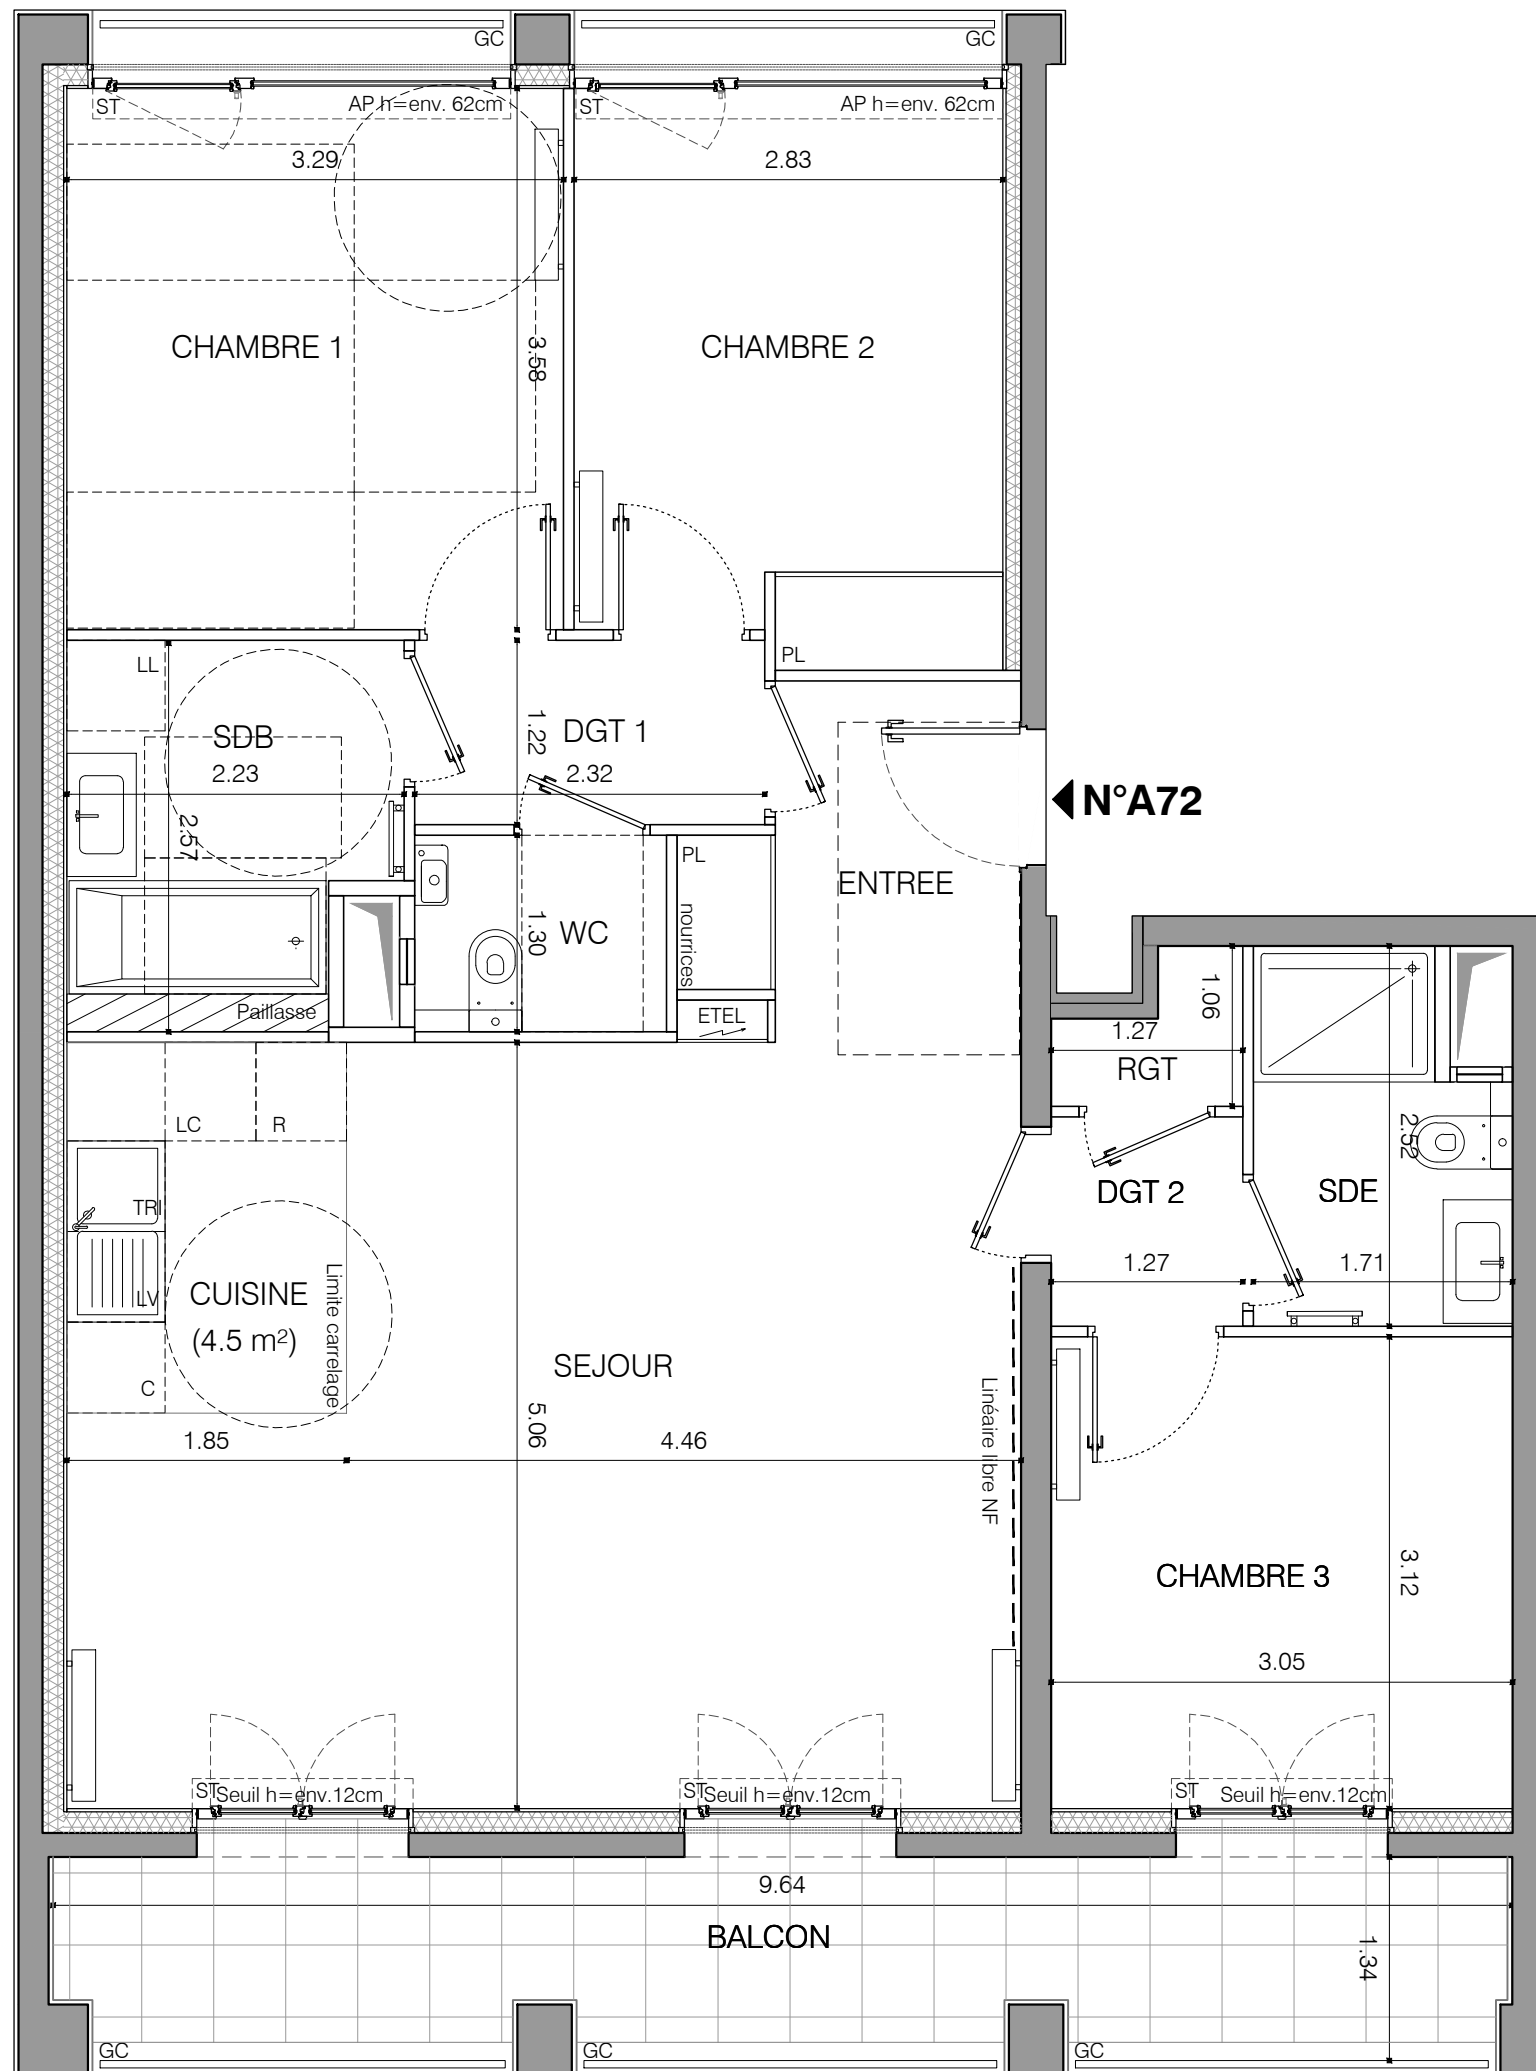 GC
GC
ST
AP h=env. 62cm
ST
AP h=env. 62cm
3.29
2.83
CHAMBRE 1
3.58
CHAMBRE 2
LL
PL
SDB
1.22
DGT 1
2.23
2.32
N°A72
2.57
PL
ENTREE
nourrices
1.30
WC
Paillasse
ETEL
1.06
1.27
RGT
LC
R
2.52
TRI
DGT 2
SDE
1.27
1.71
CUISINE
(4.5 m²)
LV
Limite carrelage
SEJOUR
C
1.85
5.06
4.46
Linéaire libre NF
CHAMBRE 3
3.12
3.05
ST
Seuil h=env.12cm
ST
Seuil h=env.12cm
ST
Seuil h=env.12cm
9.64
BALCON
1.34
GC
GC
GC